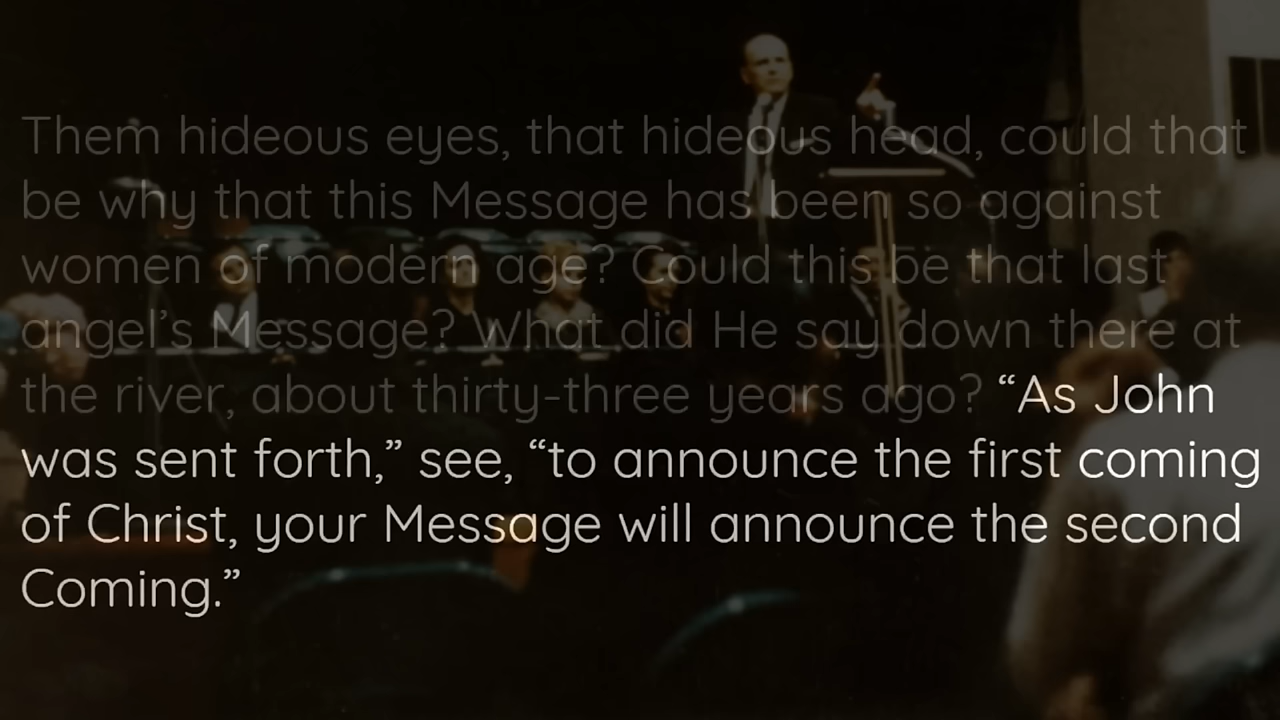 Them hideous eyes, that hideous head, could that
be why that this Message has been so against
women of modern age? Could this be that last
angel’s Message? What did He say down there at
the river, about thirty-three years ago? “As John
was sent forth,” see, “to announce the first coming
of Christ, your Message will announce the second
Coming.”